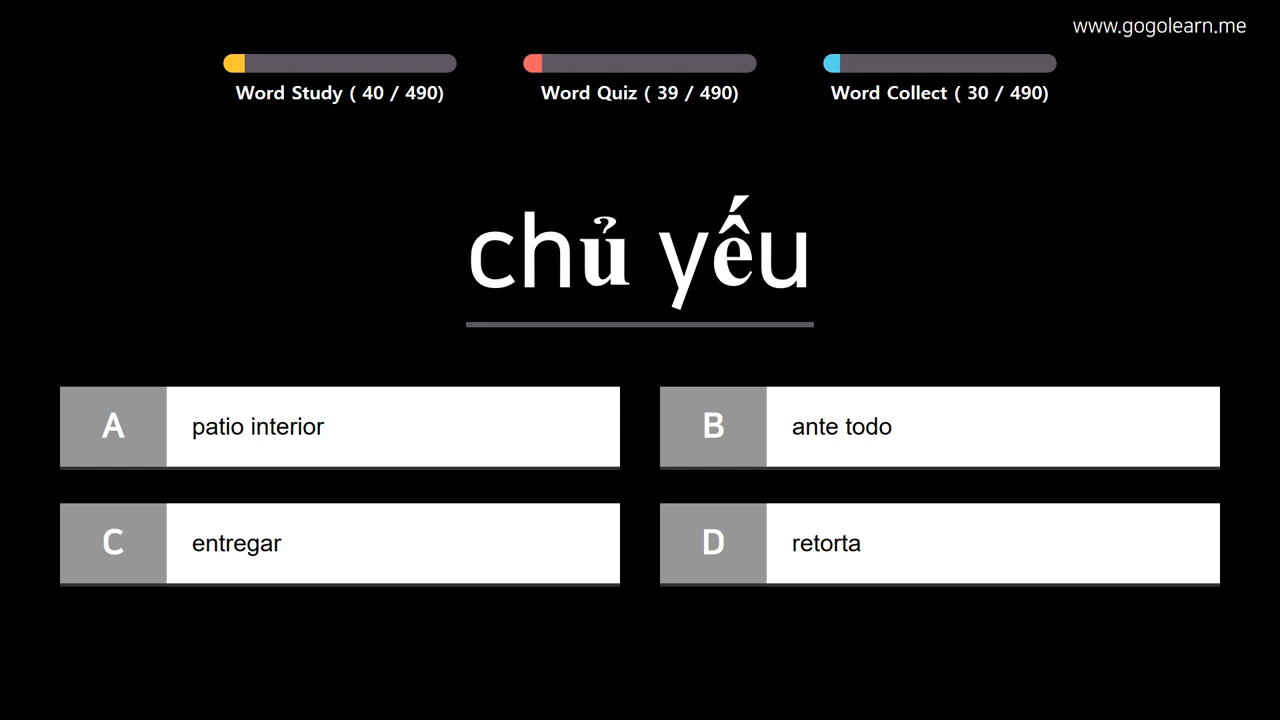 www.gogolearn.me
Word Study ( 40 / 490)
Word Quiz ( 39 / 490)
Word Collect ( 30 / 490)
chủ yếu
A patio interior
B ante todo
C entregar
D retorta